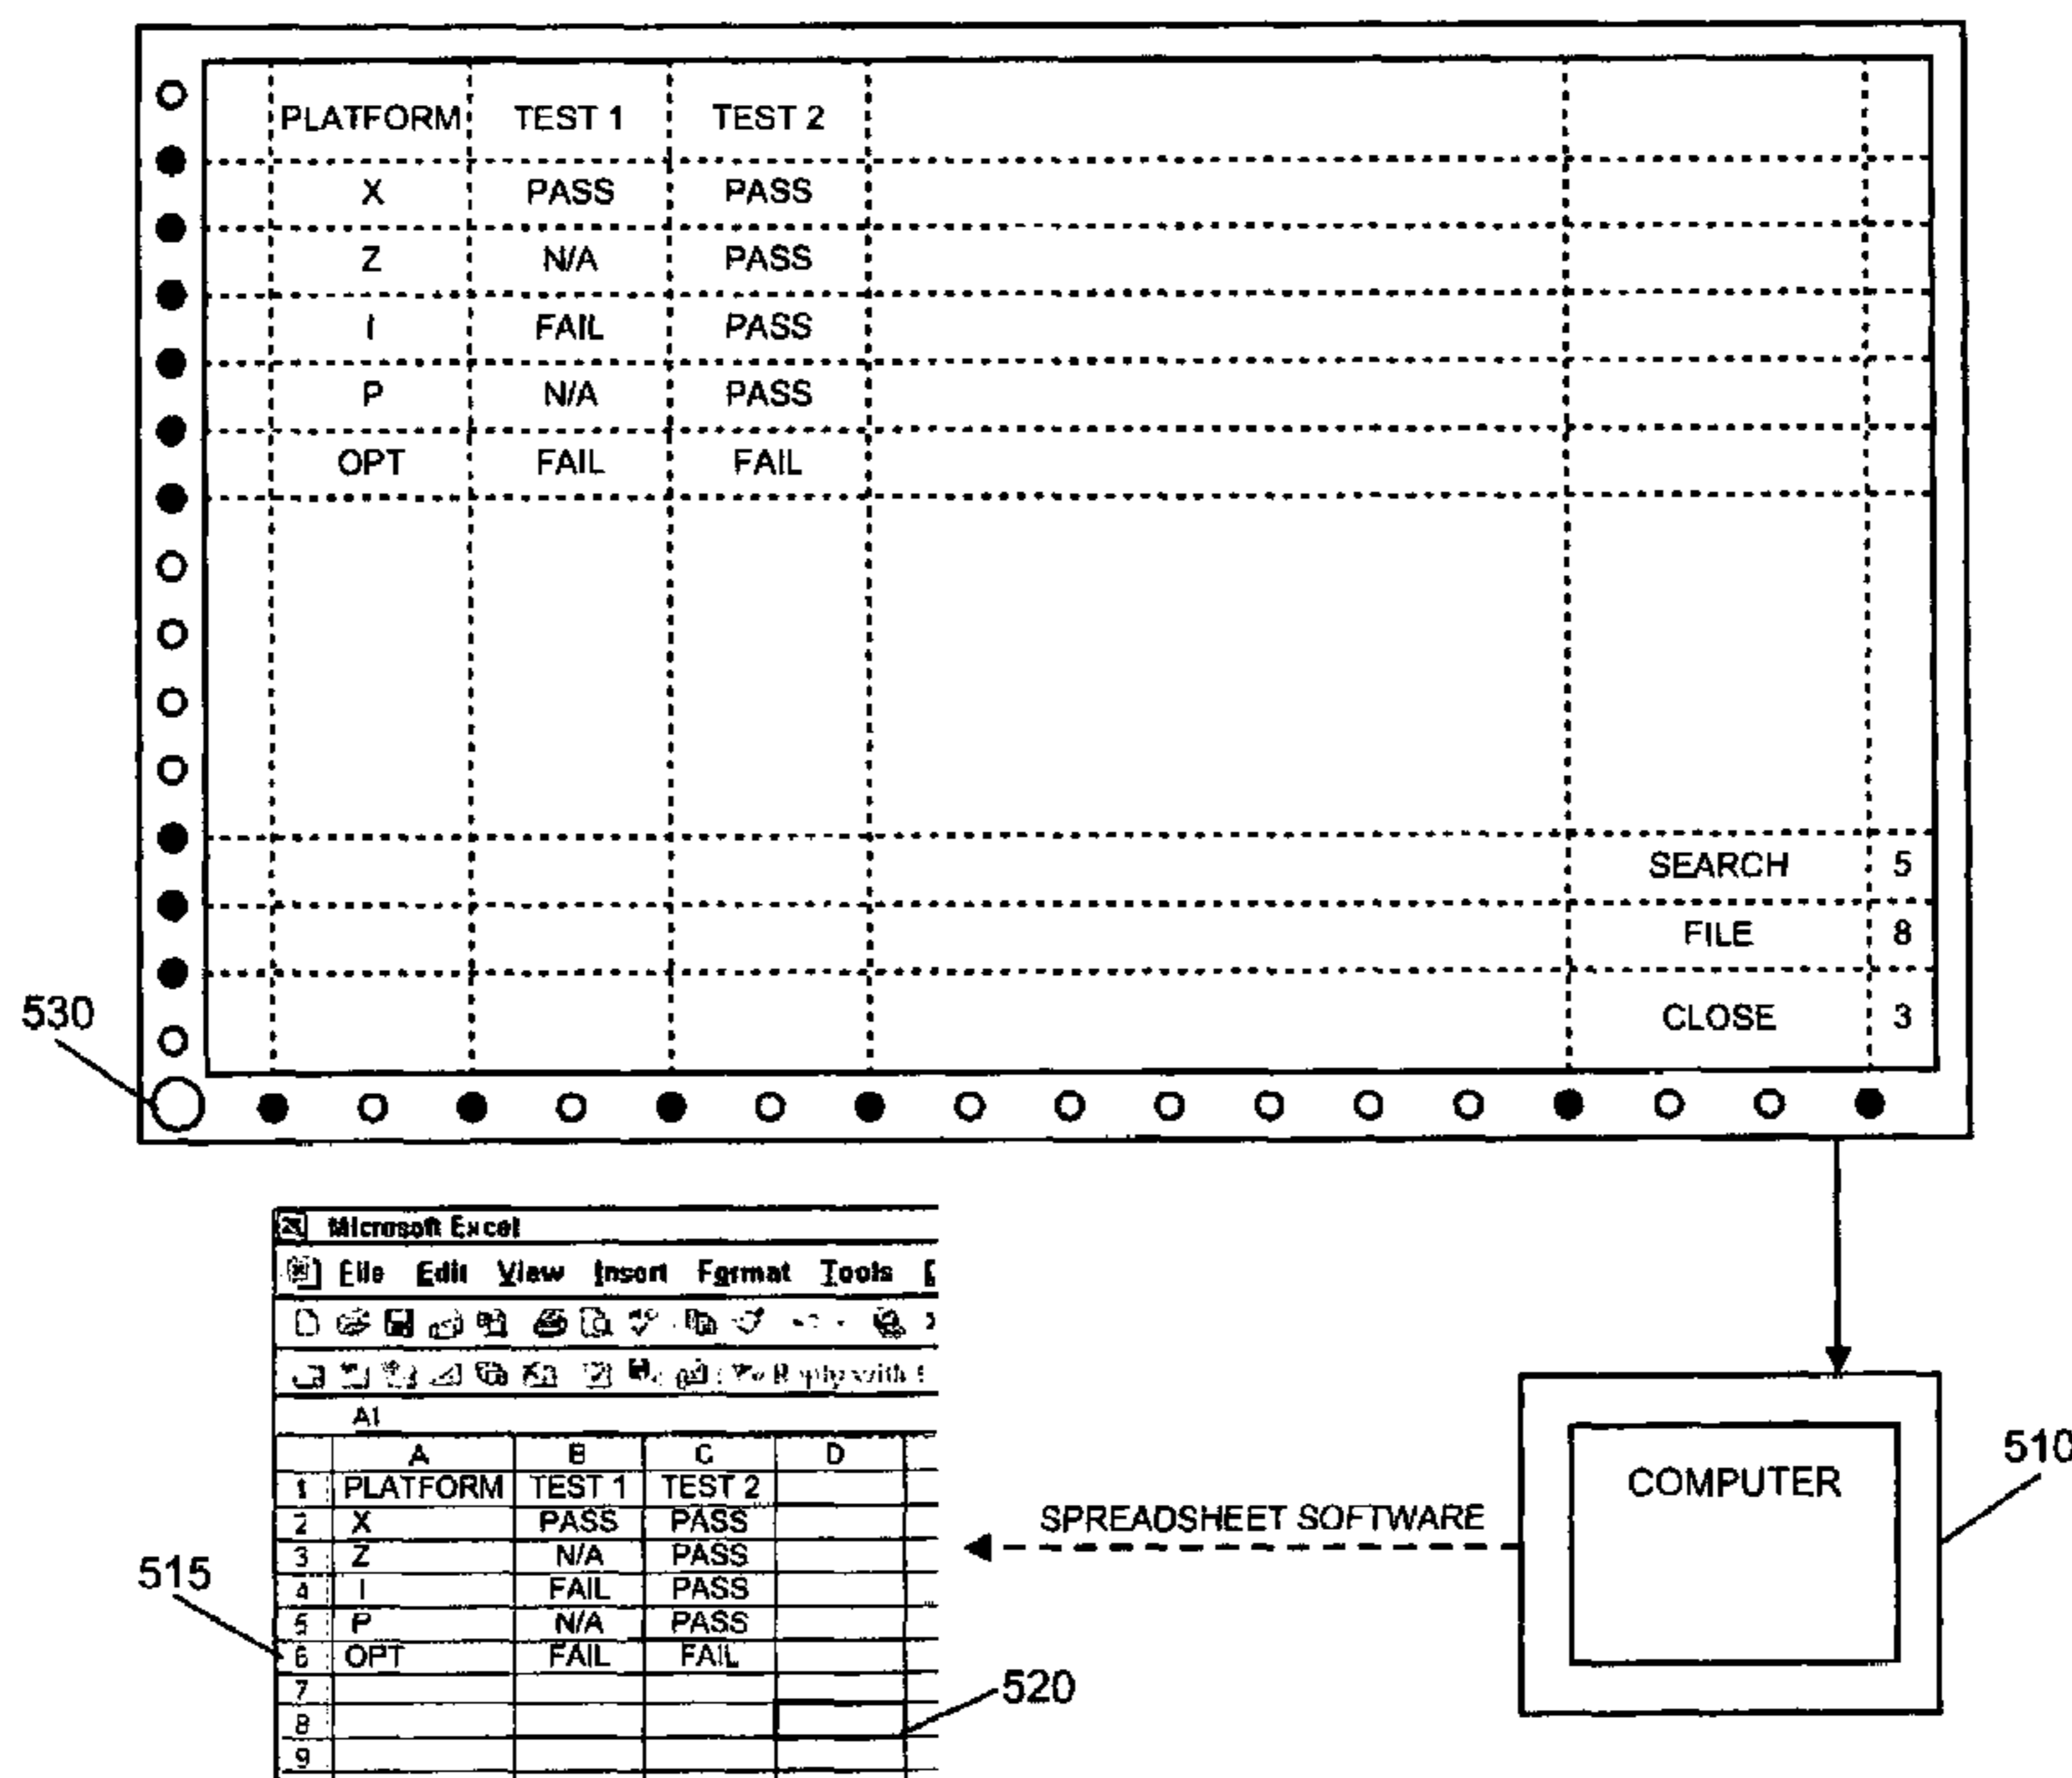 PLATFORM TEST 1 TEST 2
X PASS PASS
Z N/A PASS
I FAIL PASS
P N/A PASS
OPT FAIL FAIL
SEARCH 5
FILE 8
CLOSE 3
530
Microsoft Excel
File Edit View Insert Format Tools
Reply with
A1
A B C D
1 PLATFORM TEST 1 TEST 2
2 X PASS PASS
3 Z N/A PASS
4 I FAIL PASS
5 P N/A PASS
6 OPT FAIL FAIL
7
8
9
515
520
SPREADSHEET SOFTWARE
COMPUTER
510